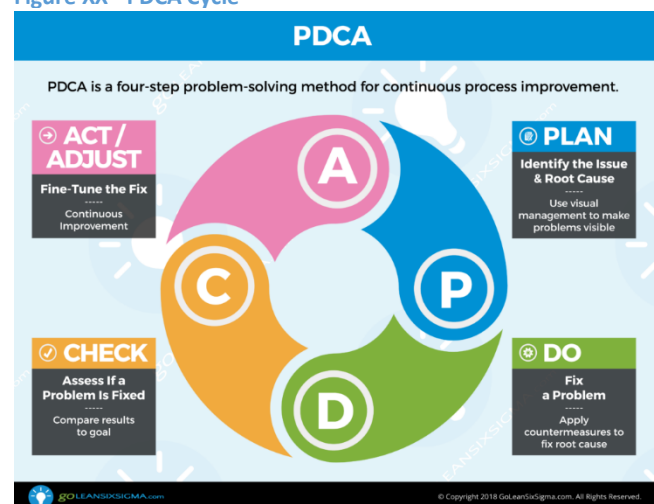 Figure XX - PDCA Cycle
PDCA
PDCA is a four-step problem-solving method for continuous process improvement.
ACT /
ADJUST
Fine-Tune the Fix
-----
Continuous
Improvement
PLAN
Identify the Issue
& Root Cause
-----
Use visual
management to make
problems visible
A
P
C
D
CHECK
Assess If a
Problem Is Fixed
-----
Compare results
to goal
DO
Fix
a Problem
-----
Apply
countermeasures to
fix root cause
goLEANSIXSIGMA.com
© Copyright 2018 GoLeanSixSigma.com. All Rights Reserved.